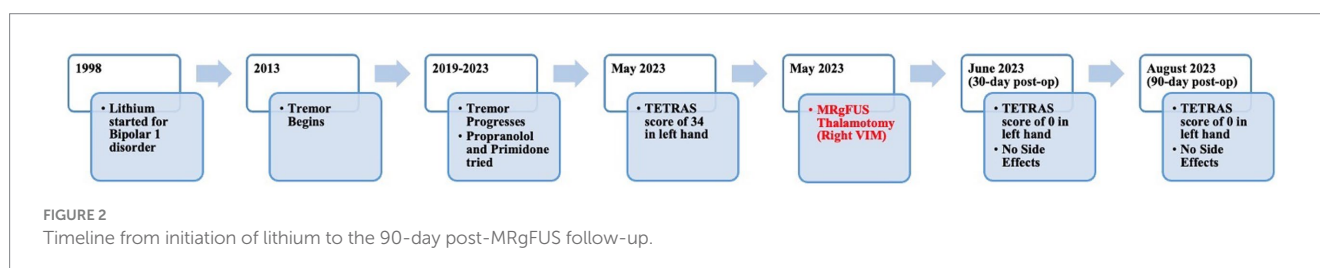 1998
• Lithium
started for
Bipolar 1
disorder
2013
• Tremor
Begins
2019-2023
• Tremor
Progresses
• Propranolol
and Primidone
tried
May 2023
• TETRAS
score of 34
in left hand
May 2023
• MRgFUS
Thalamotomy
(Right VIM)
June 2023
(30-day post-op)
• TETRAS
score of 0 in
left hand
• No Side
Effects
August 2023
(90-day post-op)
• TETRAS
score of 0 in
left hand
• No Side
Effects
FIGURE 2
Timeline from initiation of lithium to the 90-day post-MRgFUS follow-up.